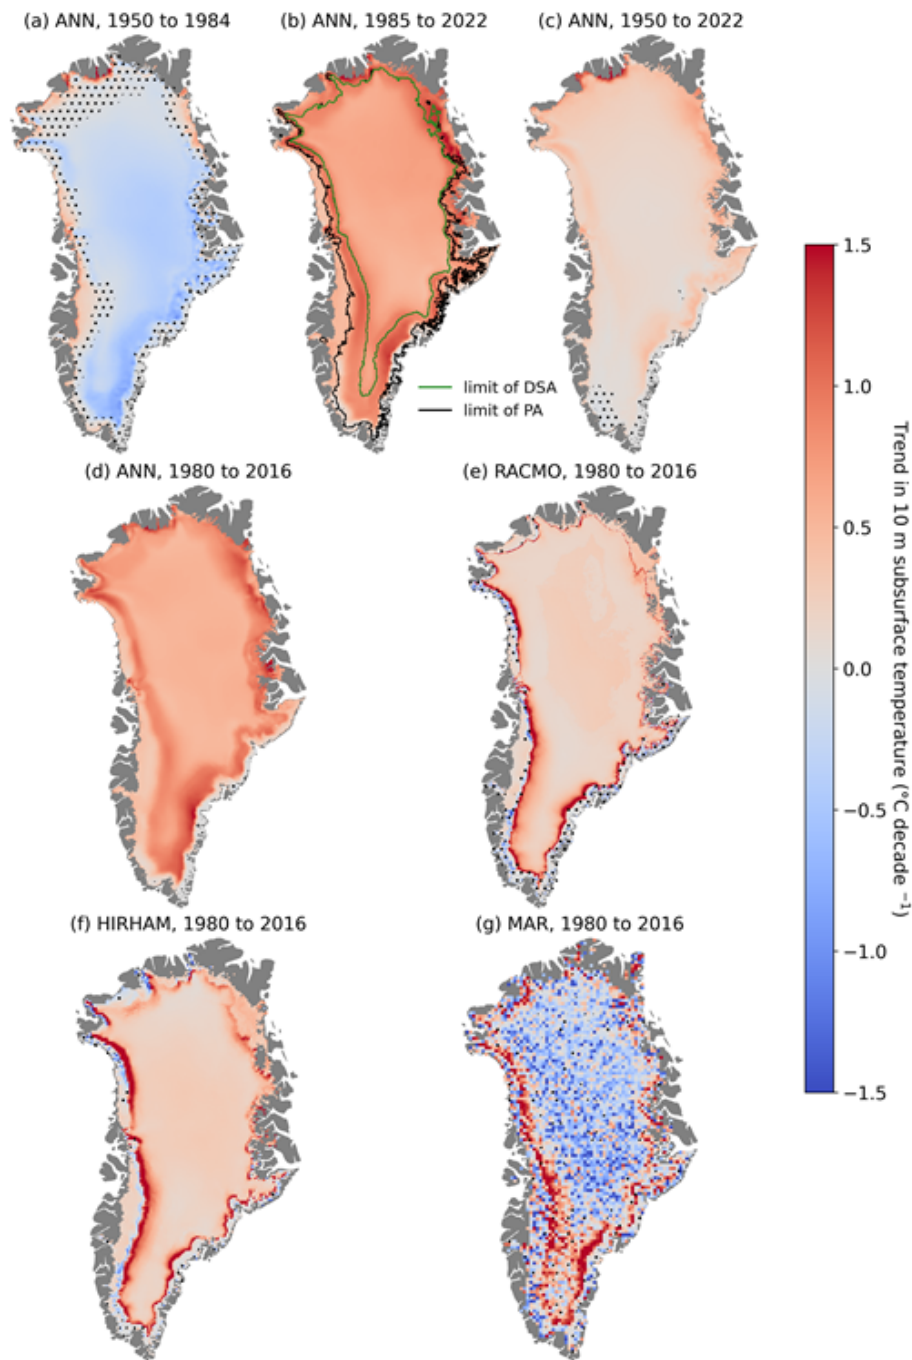 (a) ANN, 1950 to 1984
(b) ANN, 1985 to 2022
(c) ANN, 1950 to 2022
limit of DSA
limit of PA
(d) ANN, 1980 to 2016
(e) RACMO, 1980 to 2016
(f) HIRHAM, 1980 to 2016
(g) MAR, 1980 to 2016
1.5
1.0
0.5
0.0
−0.5
−1.0
−1.5
Trend in 10 m subsurface temperature (°C decade ⁻¹)